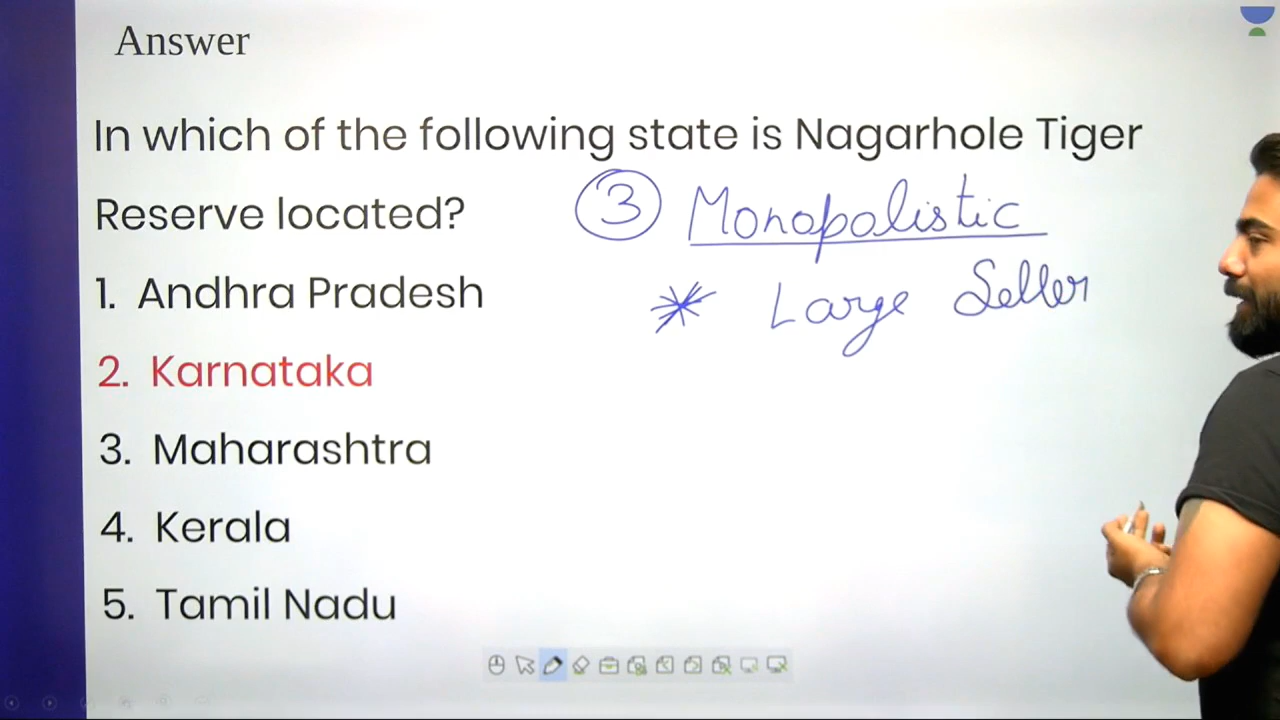 Answer
In which of the following state is Nagarhole Tiger
Reserve located?
3 Monopolistic
* Large Seller
1. Andhra Pradesh
2. Karnataka
3. Maharashtra
4. Kerala
5. Tamil Nadu